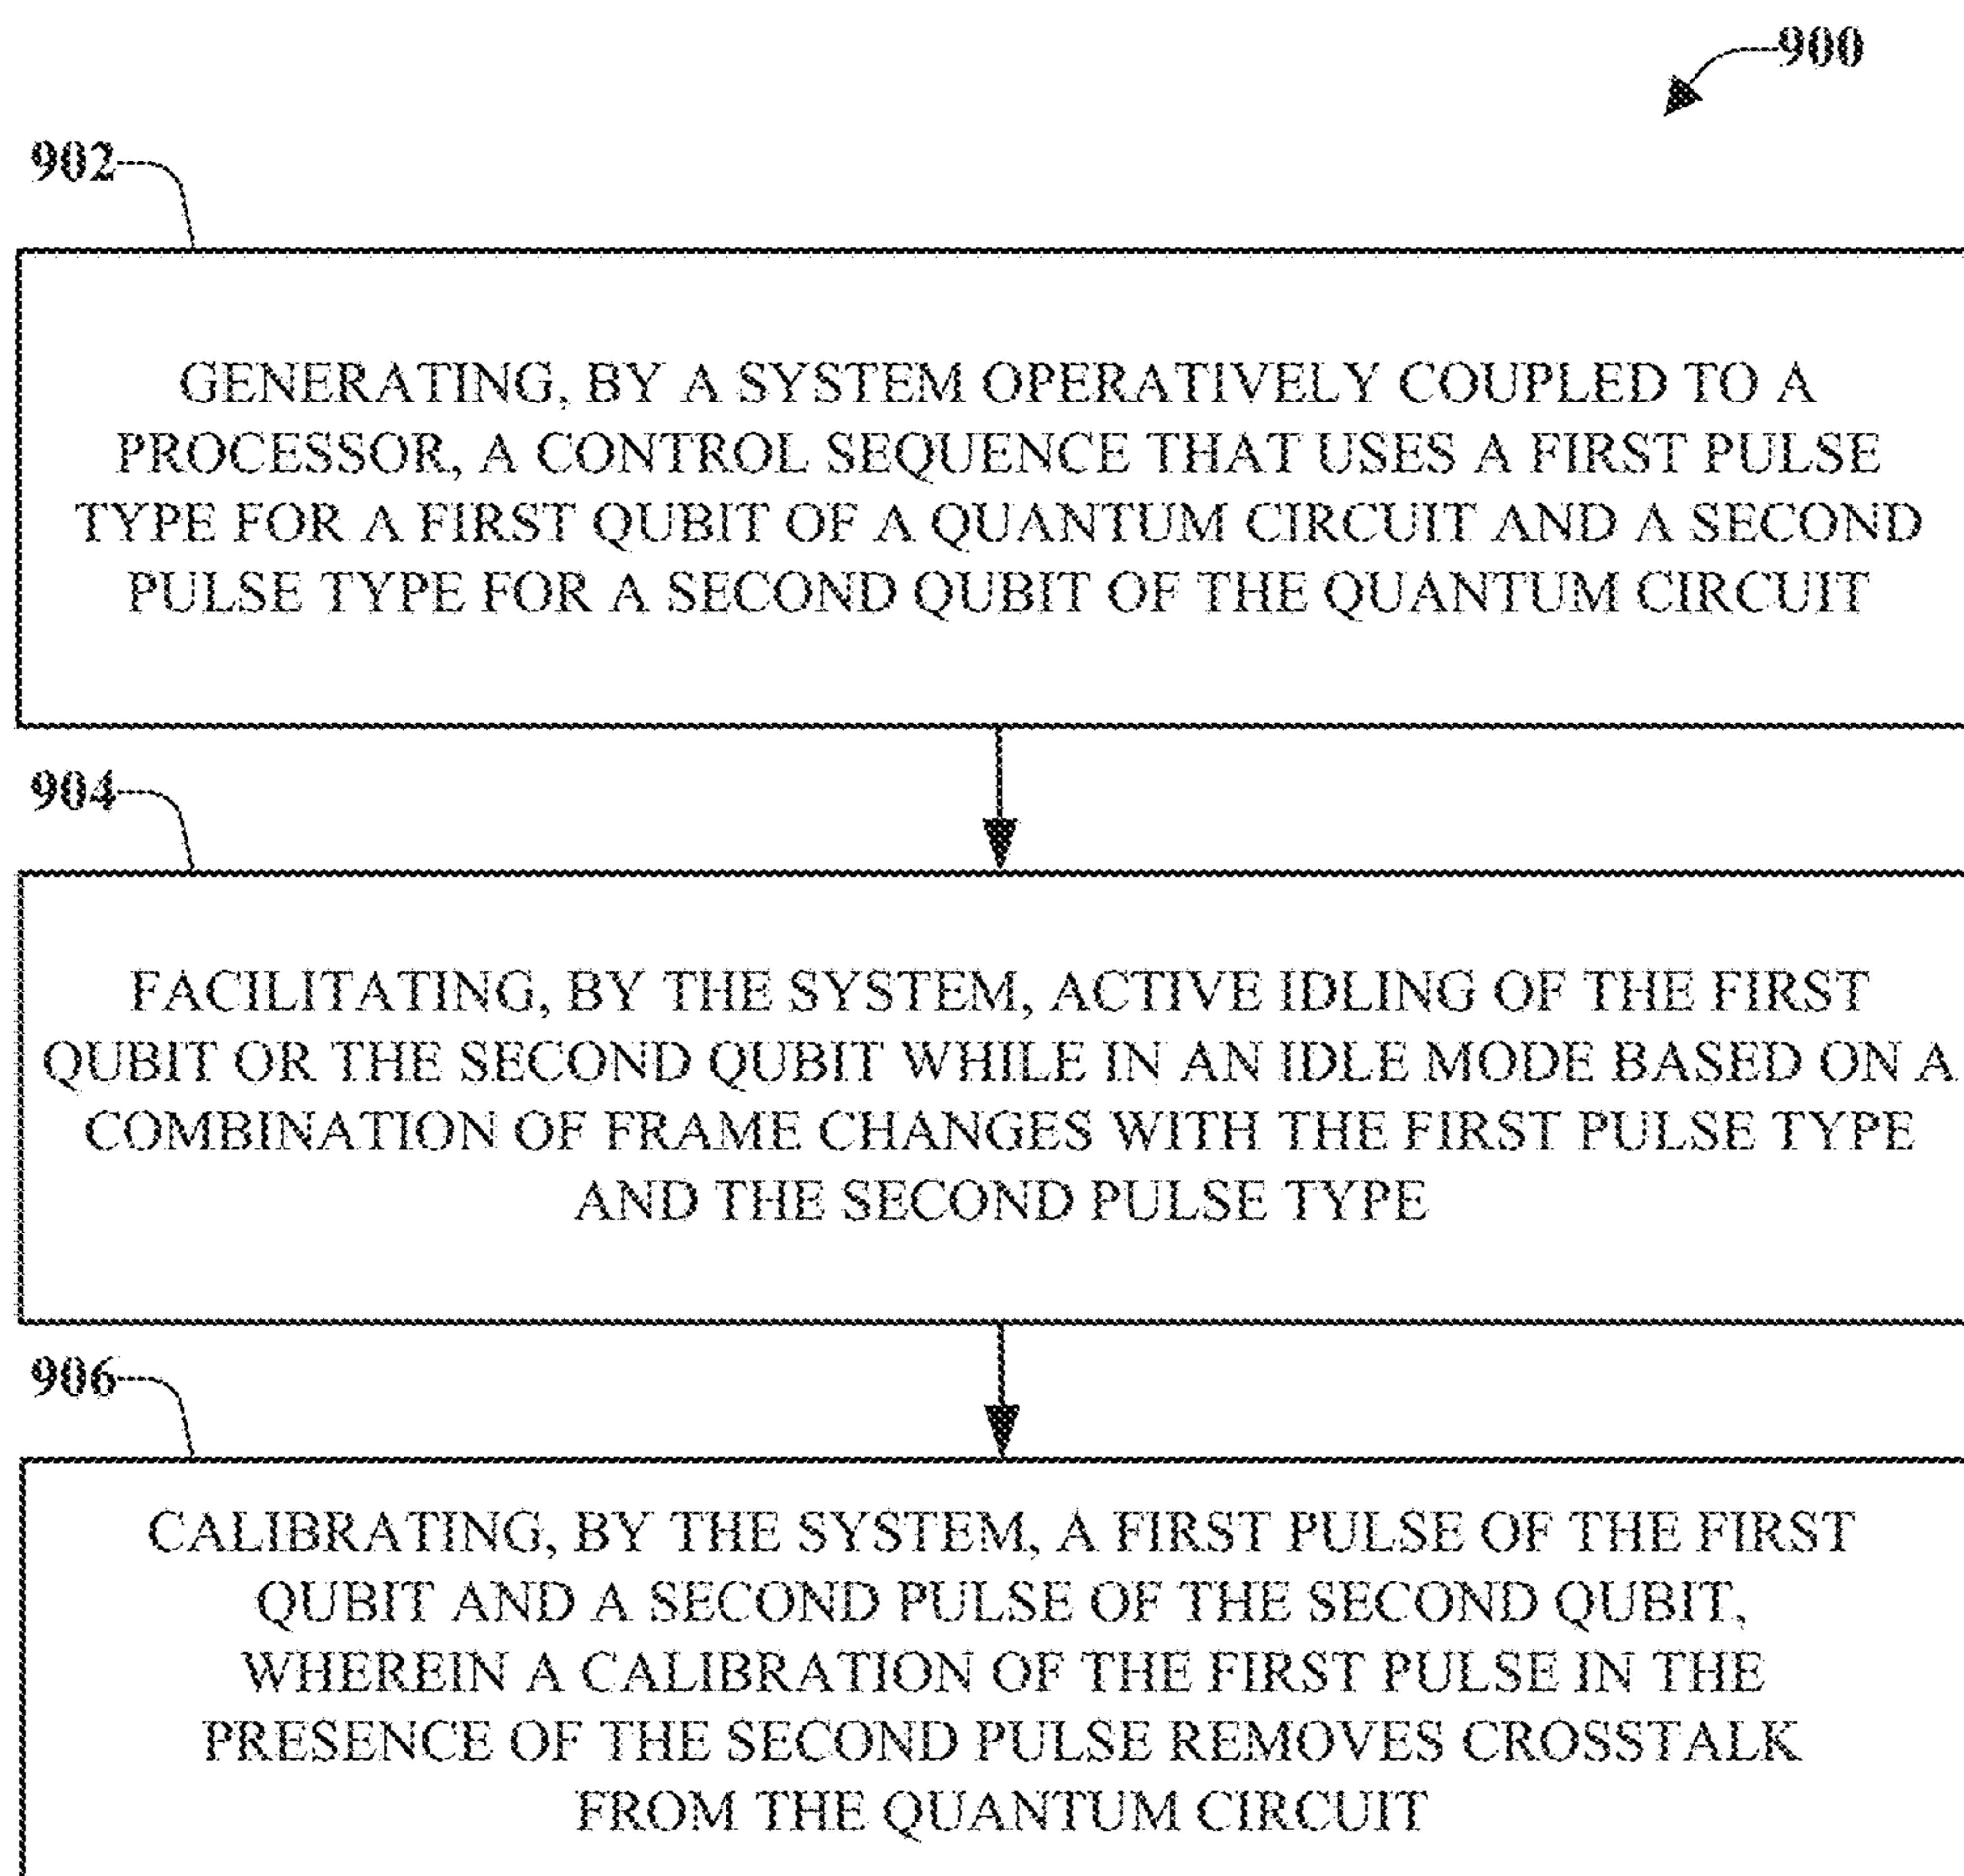 900
902
GENERATING, BY A SYSTEM OPERATIVELY COUPLED TO A
PROCESSOR, A CONTROL SEQUENCE THAT USES A FIRST PULSE
TYPE FOR A FIRST QUBIT OF A QUANTUM CIRCUIT AND A SECOND
PULSE TYPE FOR A SECOND QUBIT OF THE QUANTUM CIRCUIT
904
FACILITATING, BY THE SYSTEM, ACTIVE IDLING OF THE FIRST
QUBIT OR THE SECOND QUBIT WHILE IN AN IDLE MODE BASED ON A
COMBINATION OF FRAME CHANGES WITH THE FIRST PULSE TYPE
AND THE SECOND PULSE TYPE
906
CALIBRATING, BY THE SYSTEM, A FIRST PULSE OF THE FIRST
QUBIT AND A SECOND PULSE OF THE SECOND QUBIT,
WHEREIN A CALIBRATION OF THE FIRST PULSE IN THE
PRESENCE OF THE SECOND PULSE REMOVES CROSSTALK
FROM THE QUANTUM CIRCUIT